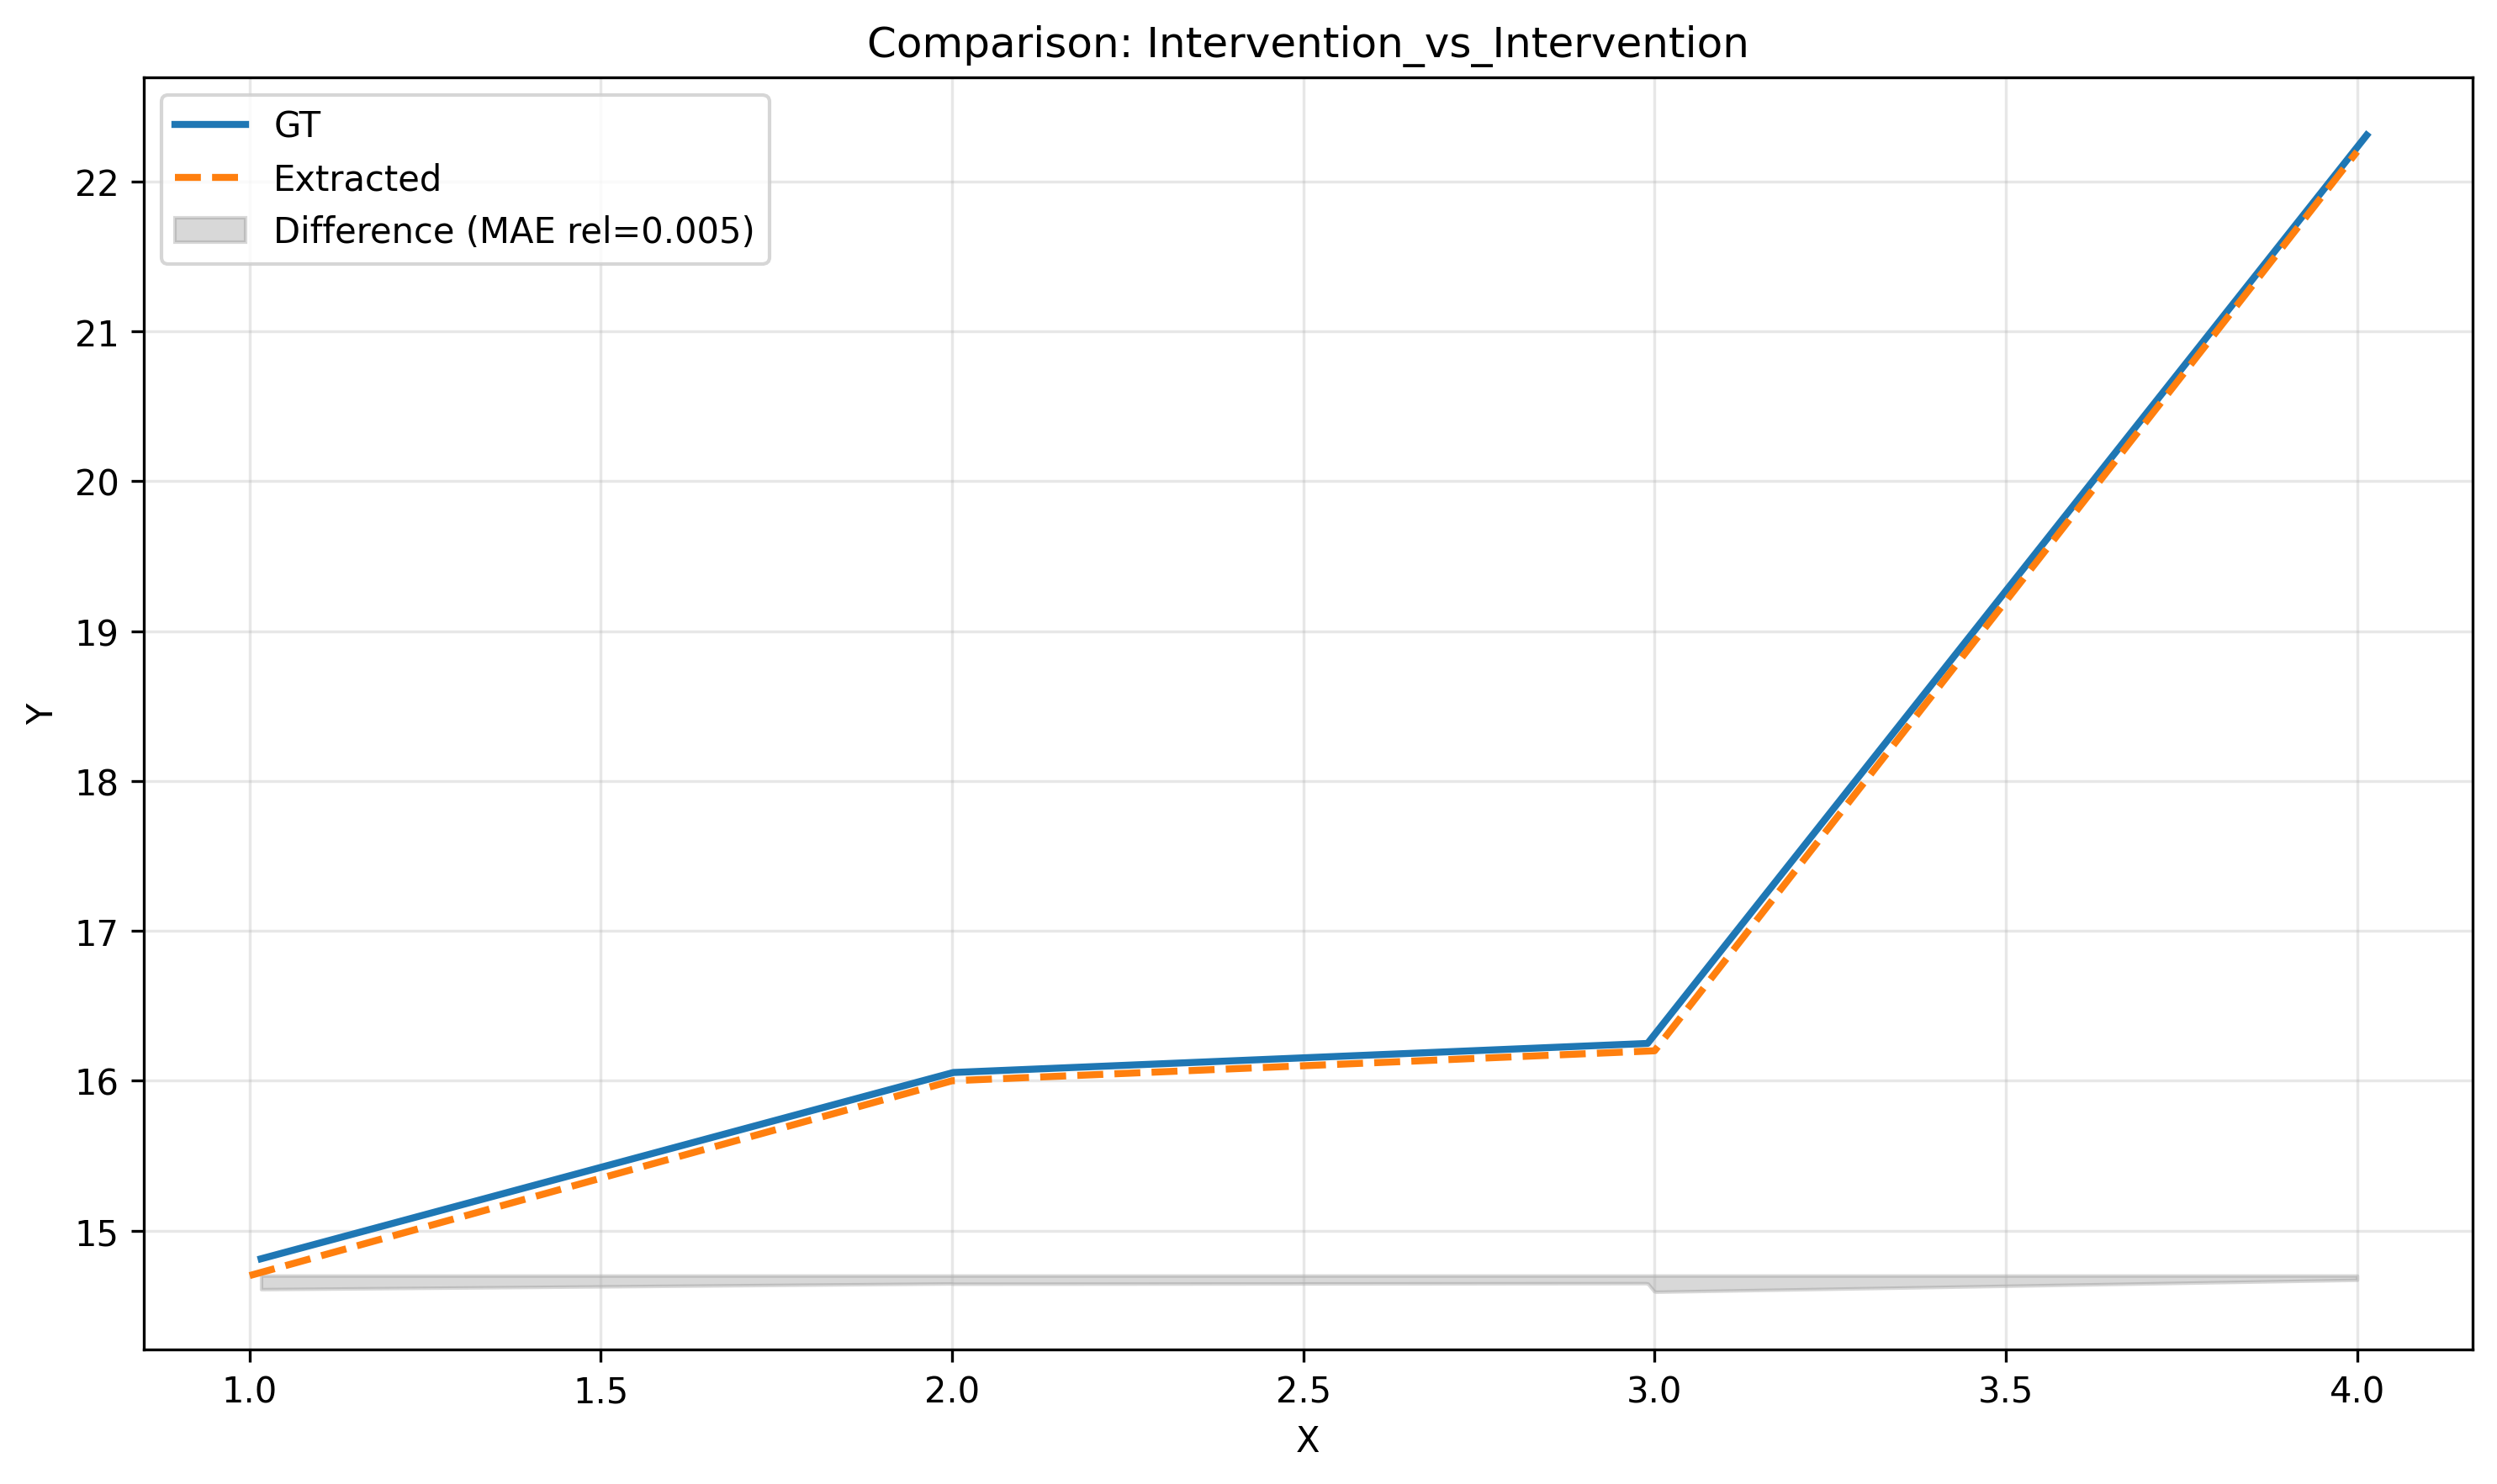 Comparison: Intervention_vs_Intervention
GT
Extracted
Difference (MAE rel=0.005)
22
21
20
19
18
17
16
15
Y
1.0 1.5 2.0 2.5 3.0 3.5 4.0
X